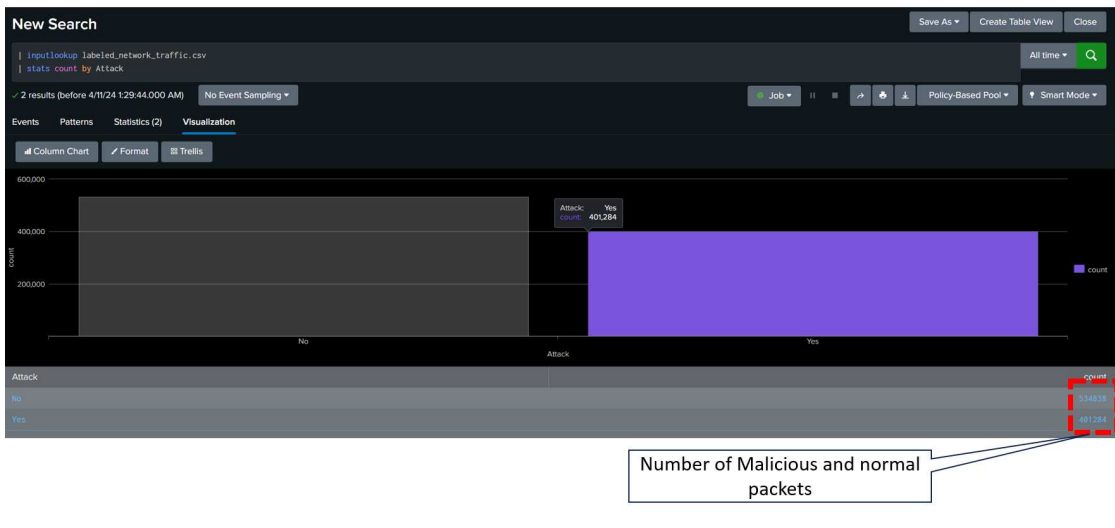 New Search
Save As ▾ Create Table View Close
| inputlookup labeled_network_traffic.csv
| stats count by Attack
All time ▾
✓ 2 results (before 4/11/24 1:29:44.000 AM) No Event Sampling ▾
Job ▾ Policy-Based Pool ▾ Smart Mode ▾
Events Patterns Statistics (2) Visualization
Column Chart Format Trellis
600,000
400,000
200,000
count
Attack: Yes
count: 401,284
count
No Yes
Attack
Attack count
No 534838
Yes 401284
Number of Malicious and normal
packets